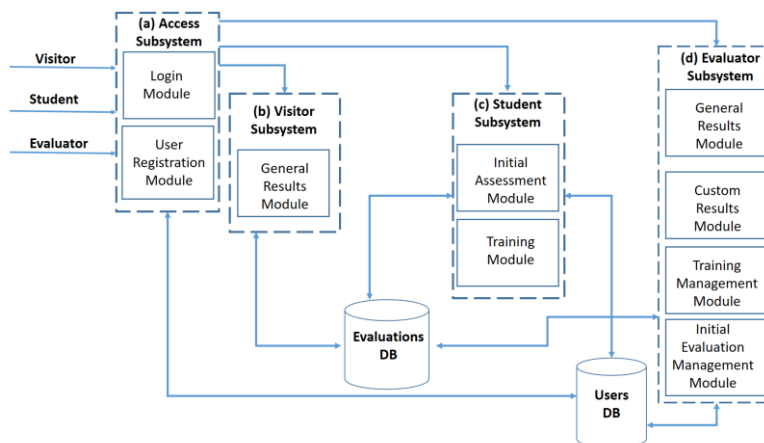 Visitor
Student
Evaluator
(a) Access
Subsystem
Login
Module
User
Registration
Module
(b) Visitor
Subsystem
General
Results
Module
(c) Student
Subsystem
Initial
Assessment
Module
Training
Module
(d) Evaluator
Subsystem
General
Results
Module
Custom
Results
Module
Training
Management
Module
Initial
Evaluation
Management
Module
Evaluations
DB
Users
DB